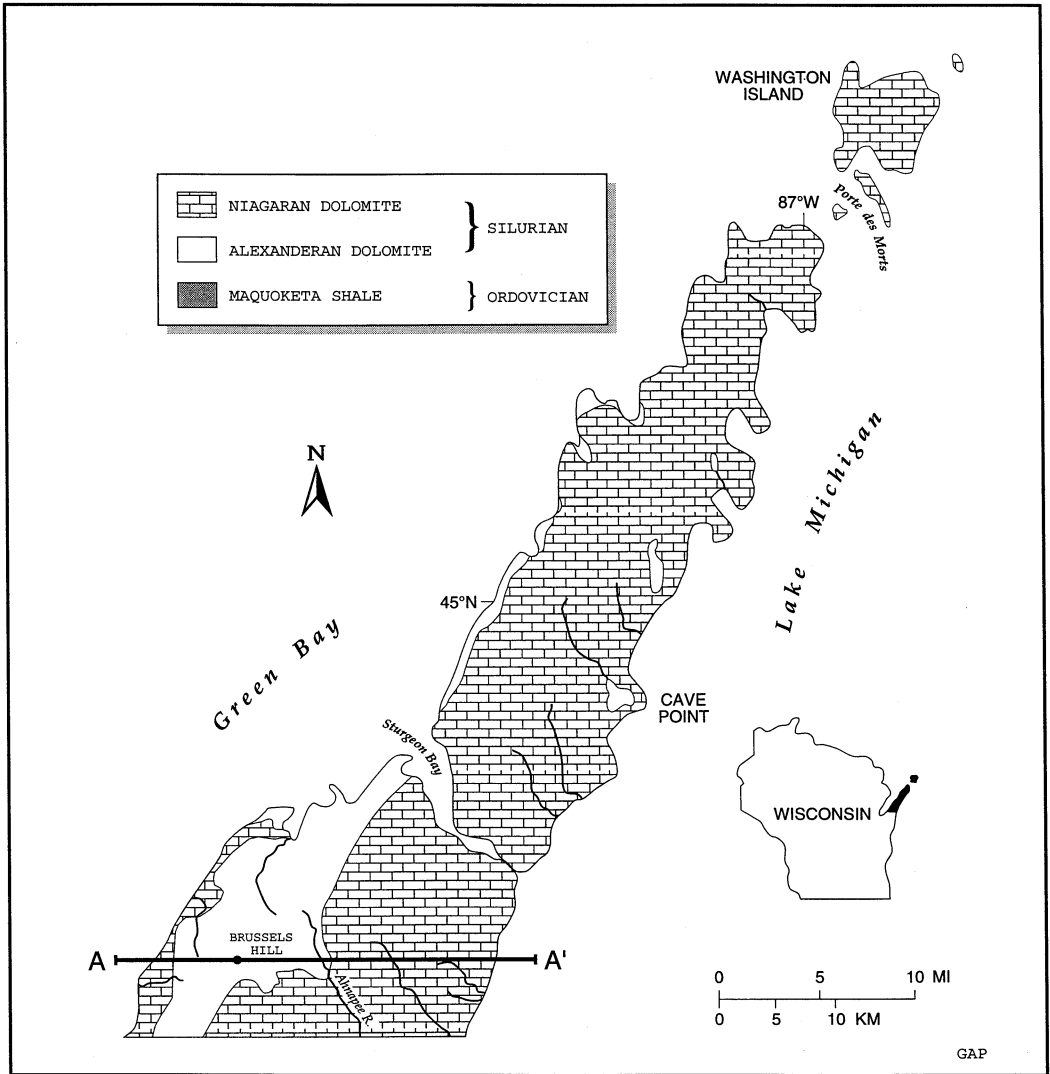 WASHINGTON
ISLAND
NIAGARAN DOLOMITE
SILURIAN
ALEXANDERAN DOLOMITE
MAQUOKETA SHALE
ORDOVICIAN
87°W
Porte des Morts
N
Lake Michigan
45°N
Green Bay
CAVE
POINT
Sturgeon Bay
WISCONSIN
BRUSSELS
HILL
A
A'
Ahnapee R.
0 5 10 MI
0 5 10 KM
GAP